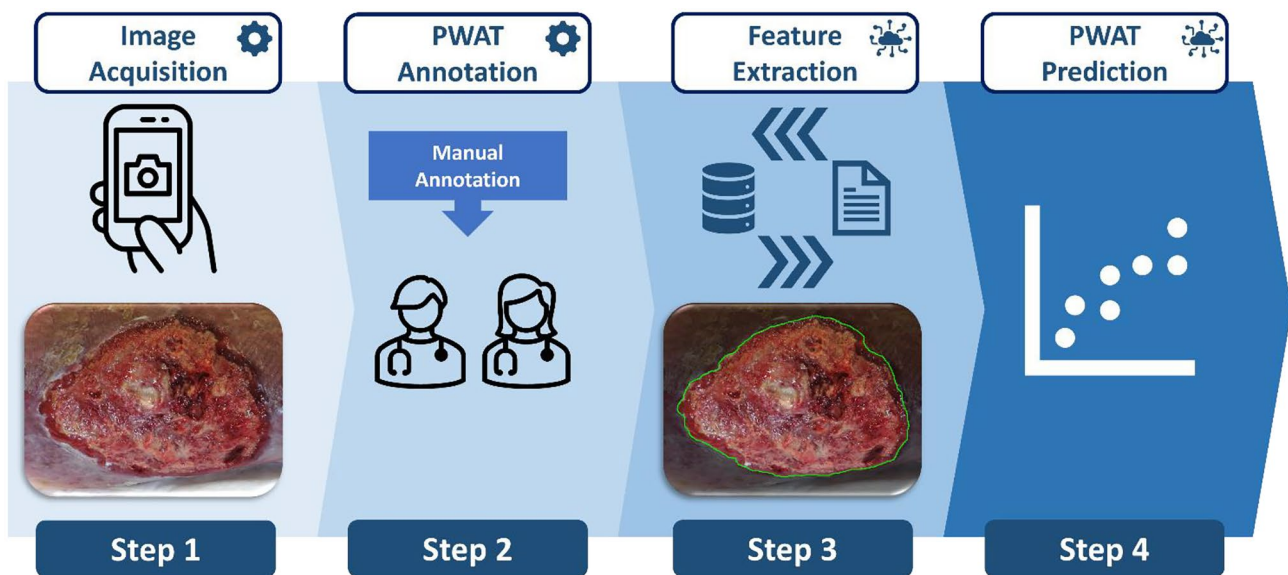 Image
Acquisition
PWAT
Annotation
Feature
Extraction
PWAT
Prediction
Manual
Annotation
Step 1
Step 2
Step 3
Step 4